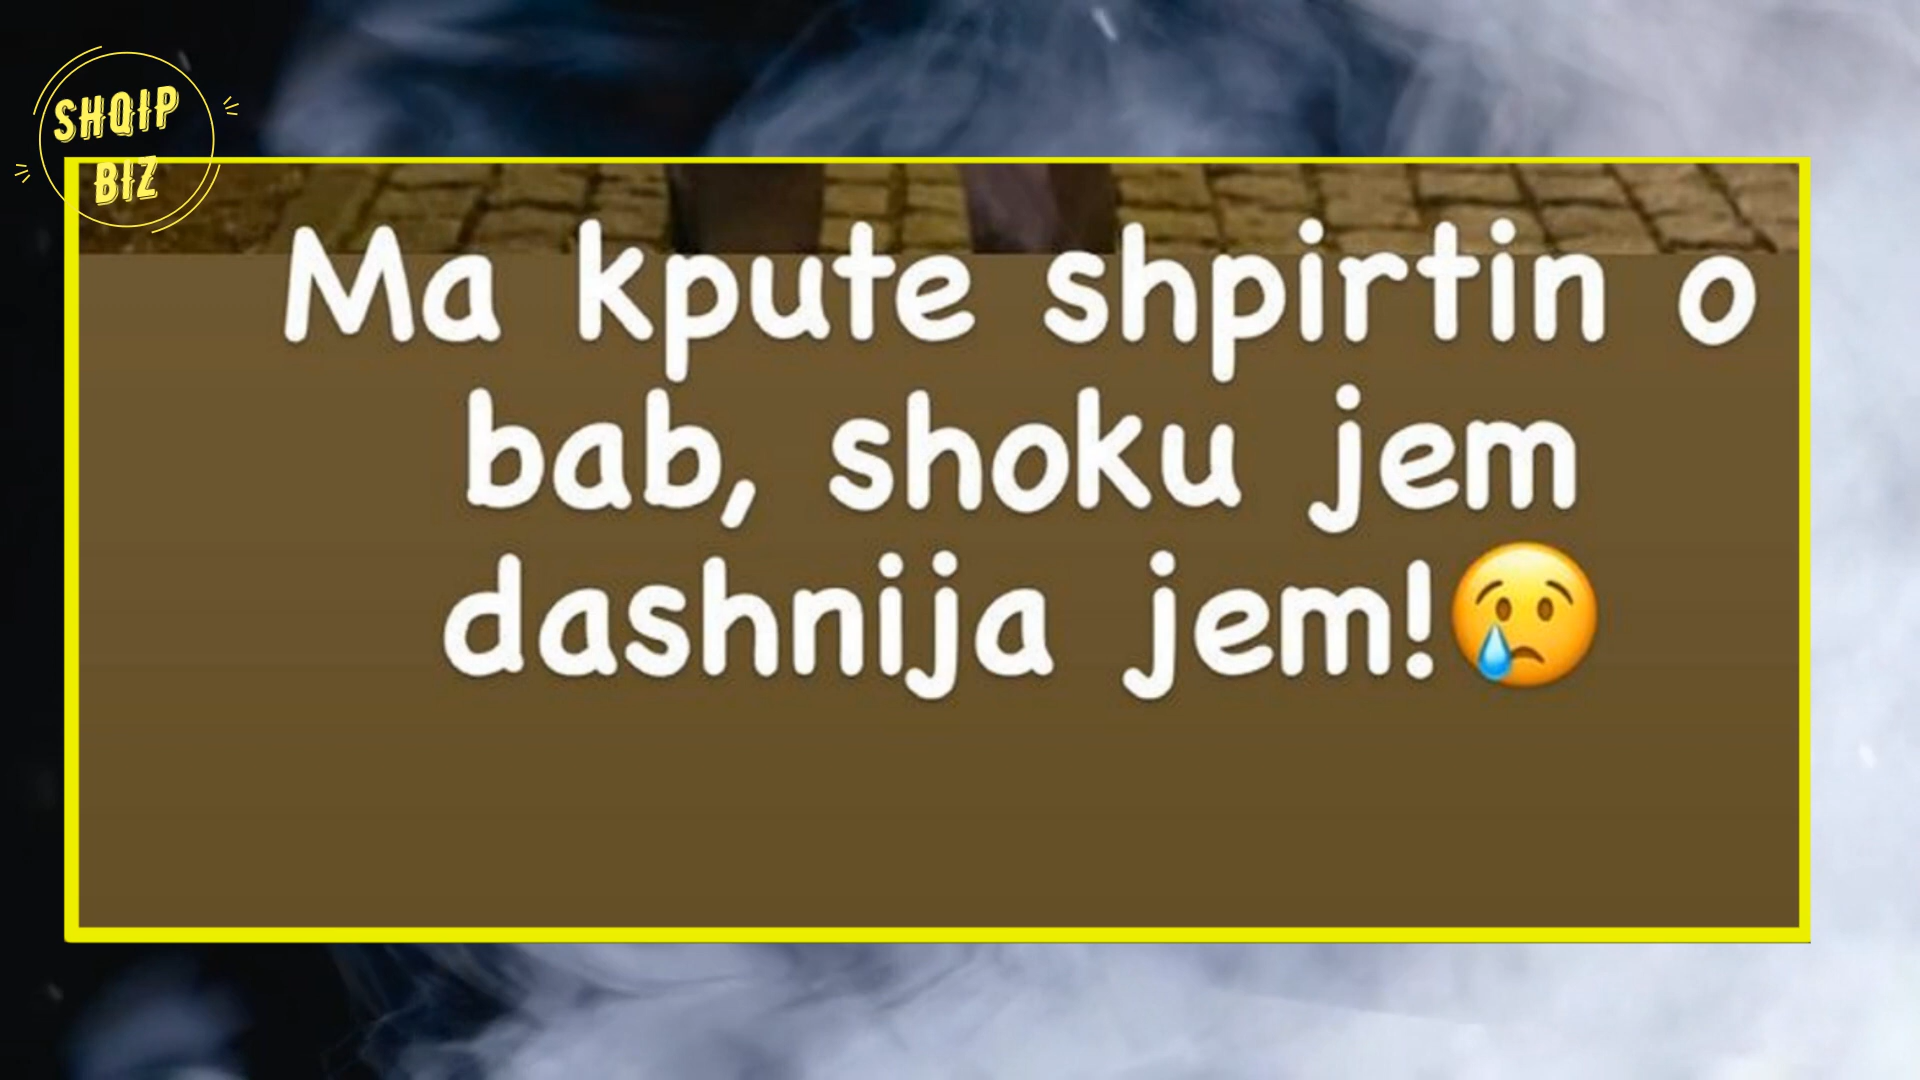 SHQIP
BIZ
Ma kpute shpirtin o
bab, shoku jem
dashnija jem!😢